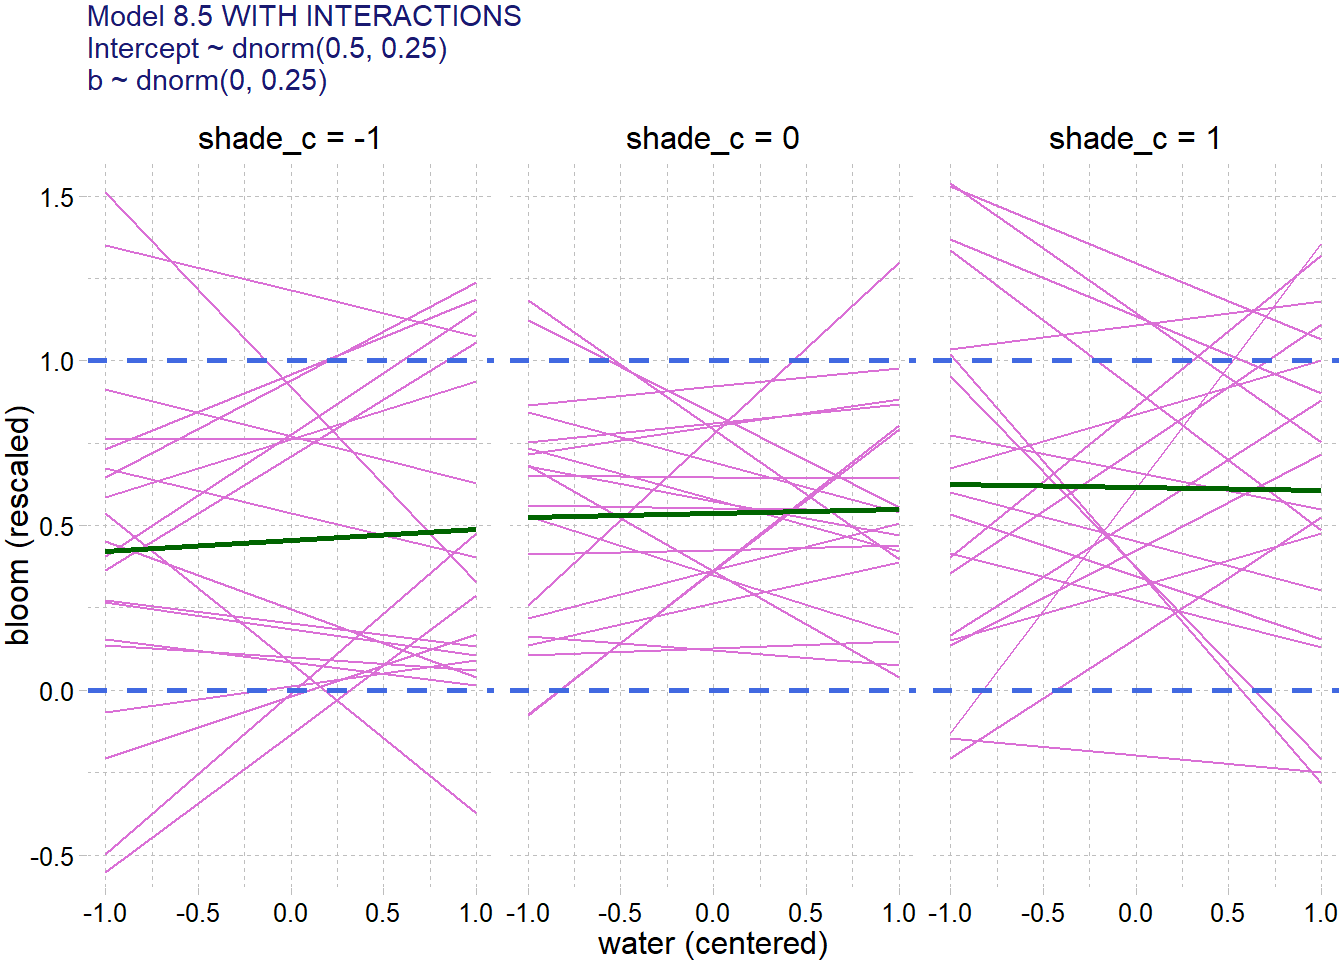 Model 8.5 WITH INTERACTIONS
Intercept ~ dnorm(0.5, 0.25)
b ~ dnorm(0, 0.25)
shade_c = -1 shade_c = 0 shade_c = 1
1.5
1.0
0.5
0.0
-0.5
bloom (rescaled)
-1.0 -0.5 0.0 0.5 1.0 -1.0 -0.5 0.0 0.5 1.0 -1.0 -0.5 0.0 0.5 1.0
water (centered)